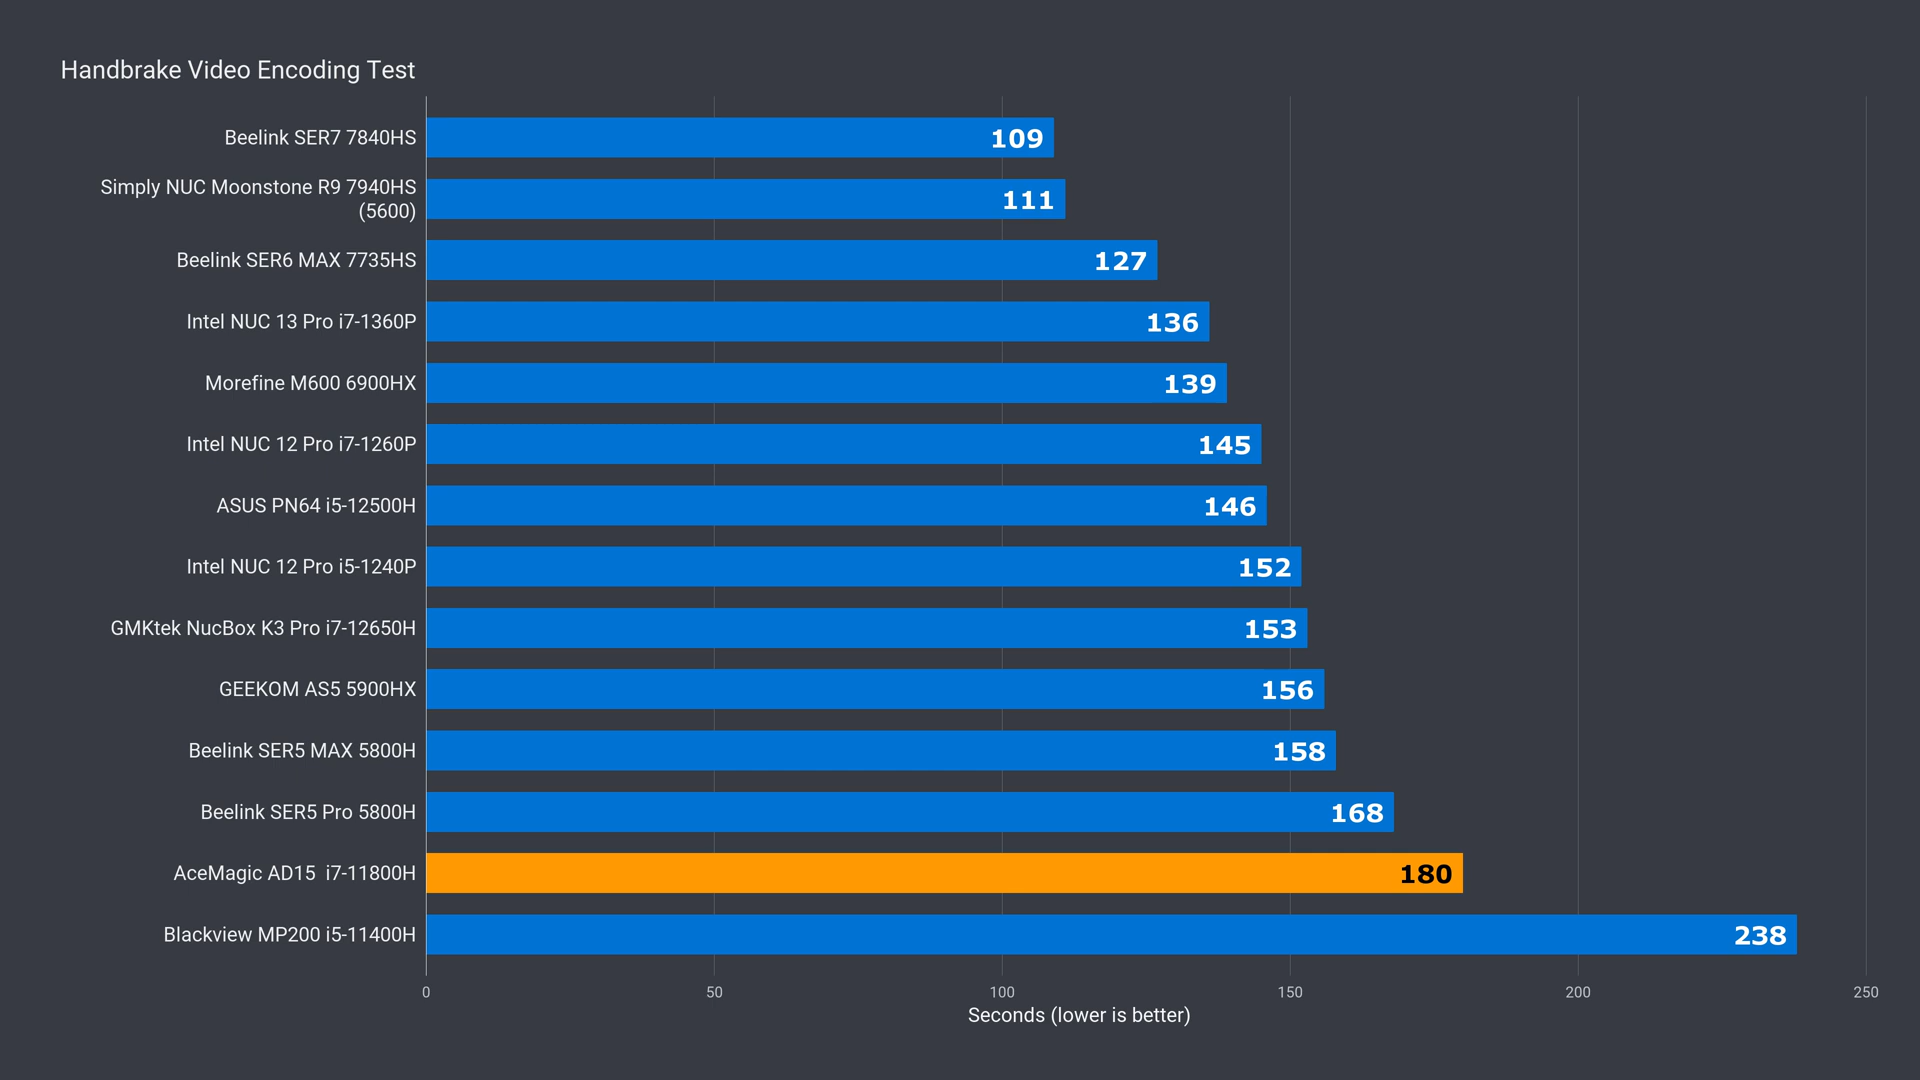 Handbrake Video Encoding Test
Beelink SER7 7840HS
109
Simply NUC Moonstone R9 7940HS
(5600)
111
Beelink SER6 MAX 7735HS
127
Intel NUC 13 Pro i7-1360P
136
Morefine M600 6900HX
139
Intel NUC 12 Pro i7-1260P
145
ASUS PN64 i5-12500H
146
Intel NUC 12 Pro i5-1240P
152
GMKtek NucBox K3 Pro i7-12650H
153
GEEKOM AS5 5900HX
156
Beelink SER5 MAX 5800H
158
Beelink SER5 Pro 5800H
168
AceMagic AD15  i7-11800H
180
Blackview MP200 i5-11400H
238
0 50 100 150 200 250
Seconds (lower is better)